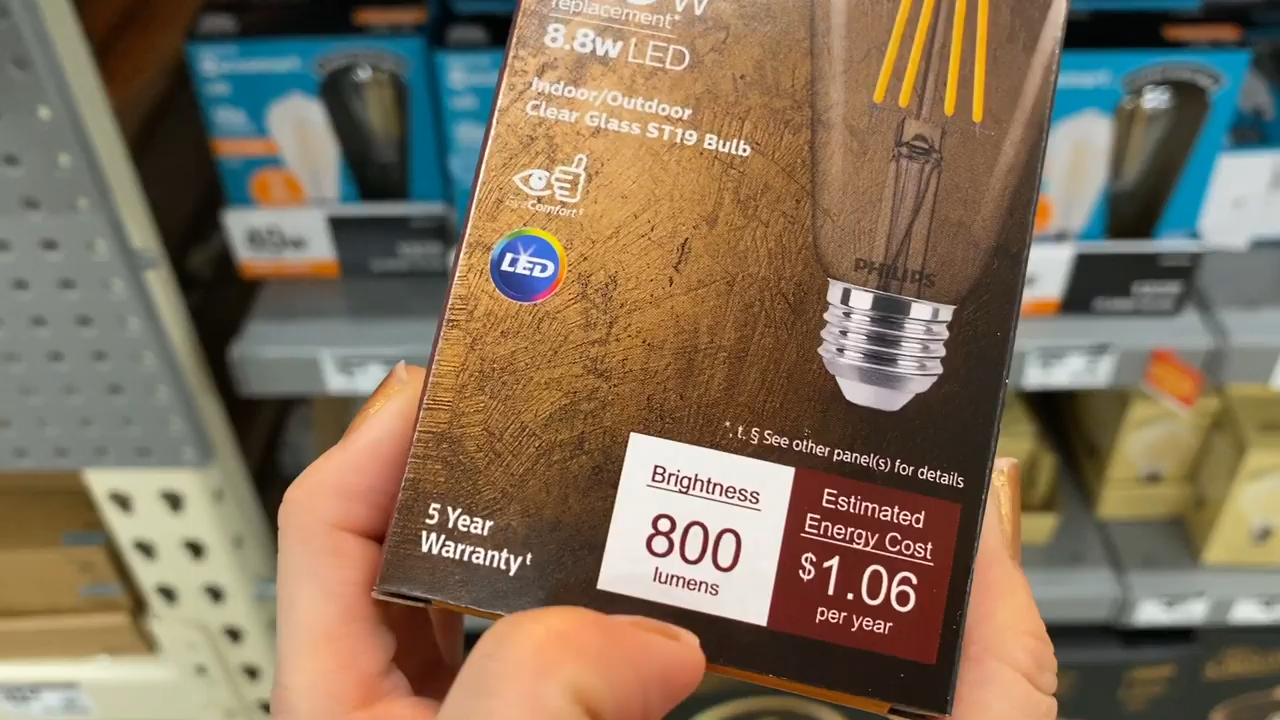 replacement*
8.8w LED
Indoor/Outdoor
Clear Glass ST19 Bulb
Comfort
LED
PHILIPS
*, t, § See other panel(s) for details
5 Year
Warranty t
Brightness
800
lumens
Estimated
Energy Cost
$1.06
per year